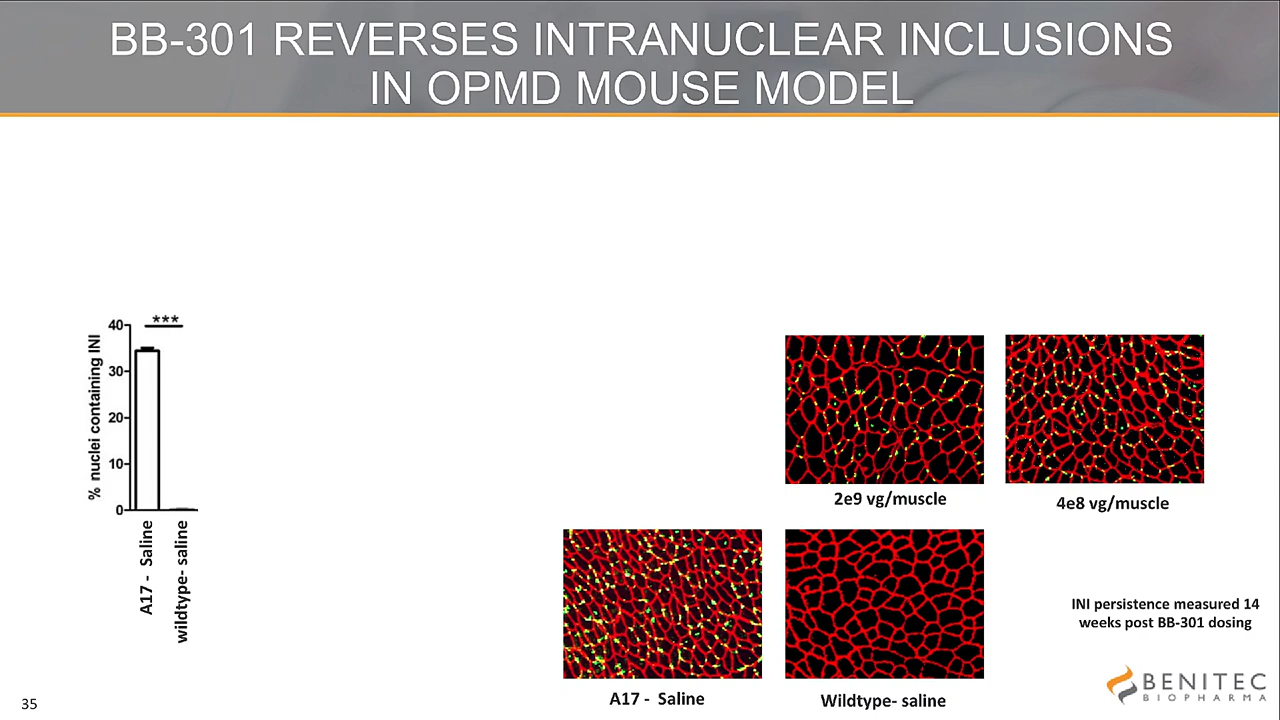 BB-301 REVERSES INTRANUCLEAR INCLUSIONS
IN OPMD MOUSE MODEL
***
40
30
20
10
0
% nuclei containing INI
A17 - Saline
wildtype- saline
2e9 vg/muscle
4e8 vg/muscle
A17 - Saline
Wildtype- saline
INI persistence measured 14
weeks post BB-301 dosing
BENITEC
BIOPHARMA
35